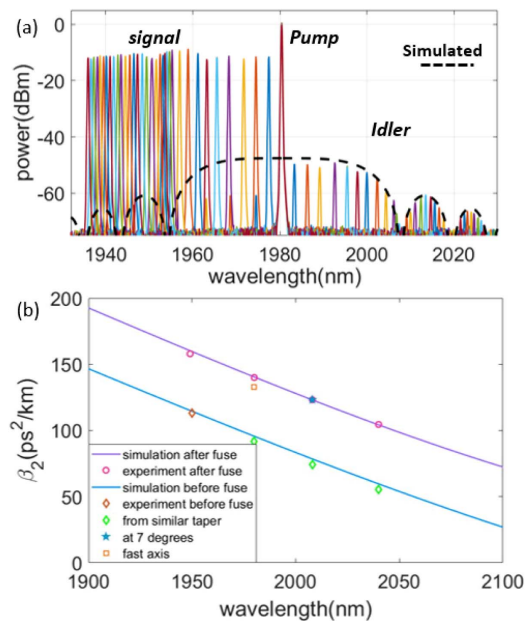 (a)
signal
Pump
Simulated
Idler
power(dBm)
0
-20
-40
-60
1940
1960
1980
2000
2020
wavelength(nm)
(b)
β2(ps²/km)
200
150
100
50
0
simulation after fuse
experiment after fuse
simulation before fuse
experiment before fuse
from similar taper
at 7 degrees
fast axis
1900
1950
2000
2050
2100
wavelength(nm)